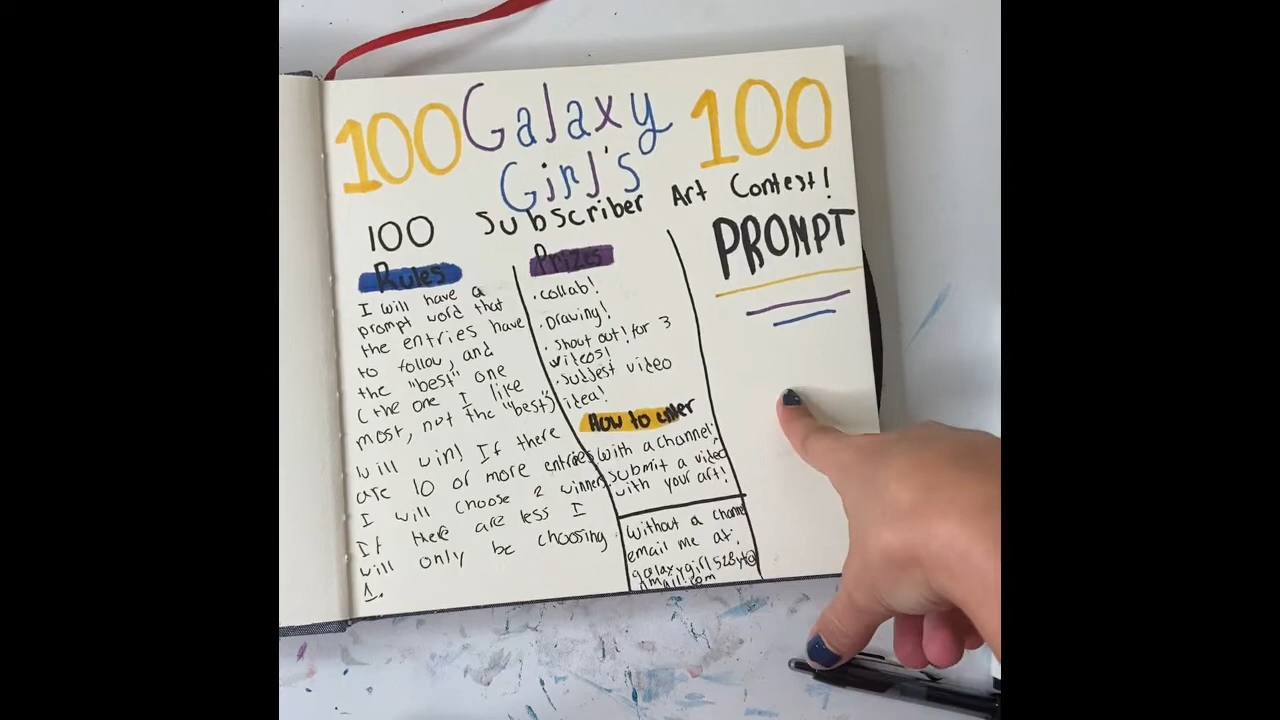 100 Galaxy 100
Girl's
100 Subscriber Art Contest!
Rules
I will have a
prompt word that
the entries have
to follow, and
the "best" one
(the one I like
most, not the "best")
will win! If there
are 10 or more entries
I will choose 2 winners.
If there are less I
will only be choosing
1.
Prizes
• collab!
• Drawing!
• Shout out! for 3
videos!
• Suggest video
idea!
How to enter
With a channel:
Submit a video
with your art!
Without a channel
email me at:
gmail.com
PROMPT